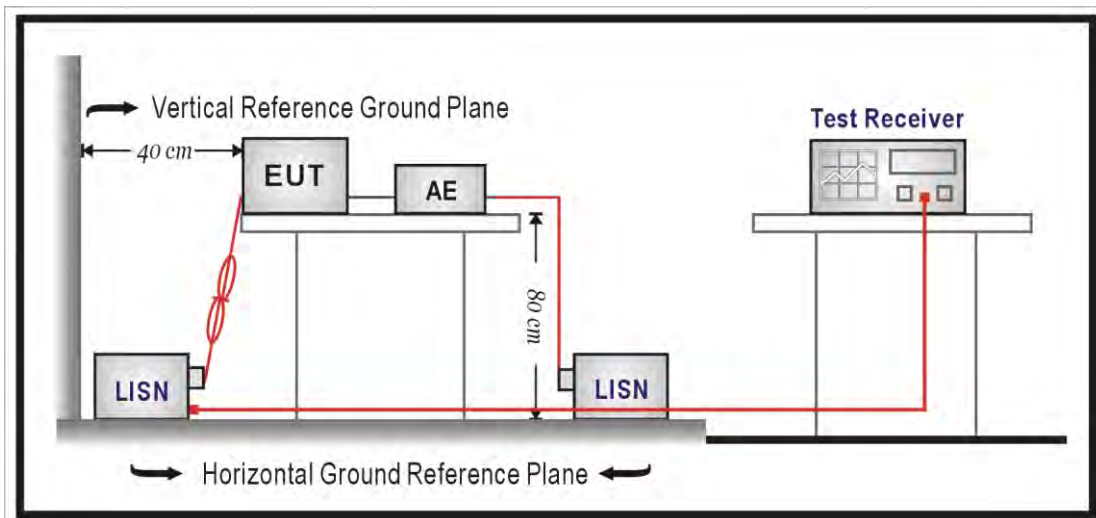 Vertical Reference Ground Plane
Test Receiver
40 cm
EUT
AE
80 cm
LISN
LISN
Horizontal Ground Reference Plane